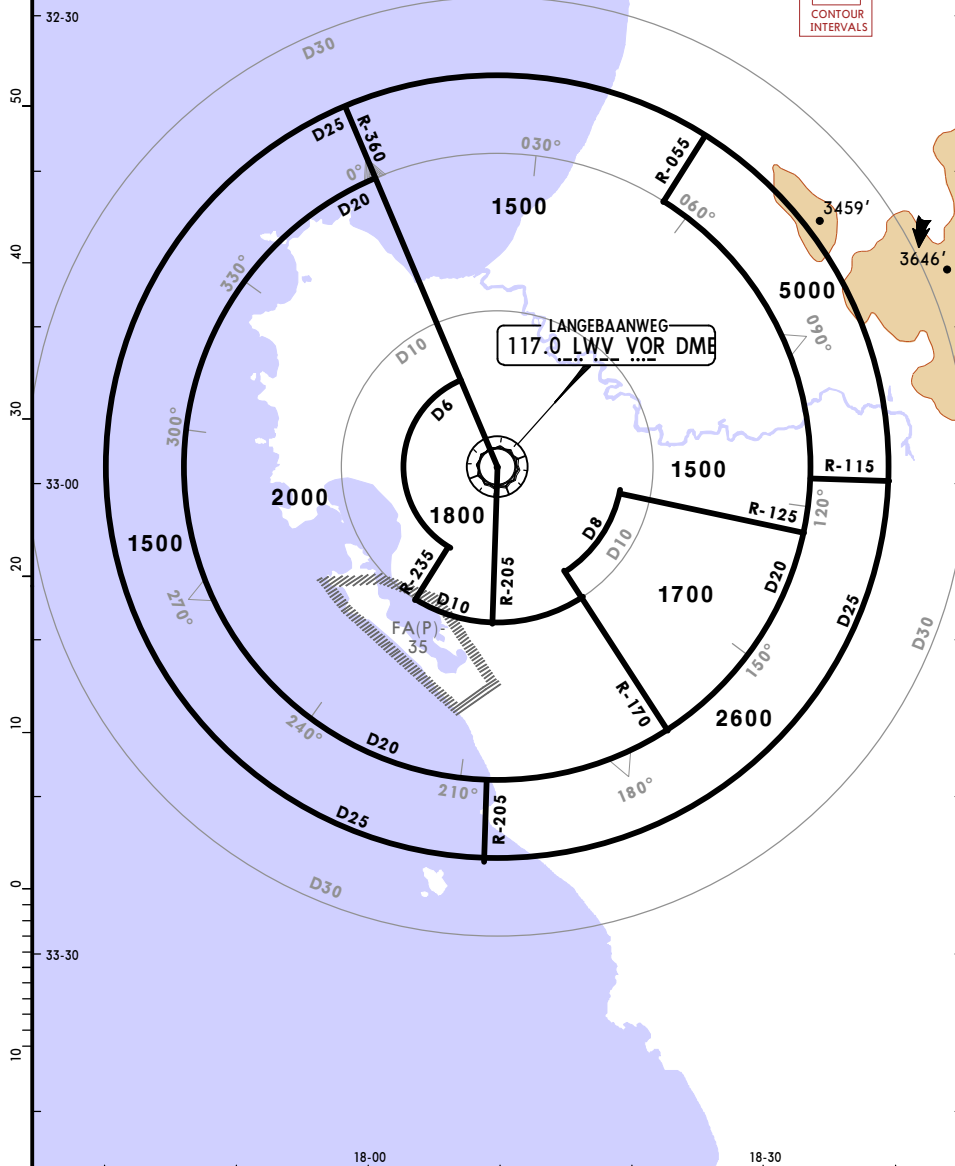 32-30
CONTOUR
INTERVALS
D30
50
D25
R-360
0°
030°
R-055
D20
1500
060°
3459'
40
3646'
330°
5000
LANGEBAANWEG
117.0 LWV VOR DME
090°
D10
D6
30
300°
1500
R-115
33-00
2000
1800
R-125
120°
1500
D8
D10
20
R-235
R-205
D20
270°
D10
1700
FA(P)-
35
D25
D30
150°
R-170
10
240°
D20
2600
210°
180°
R-205
D25
0
D30
33-30
10
18-00
18-30